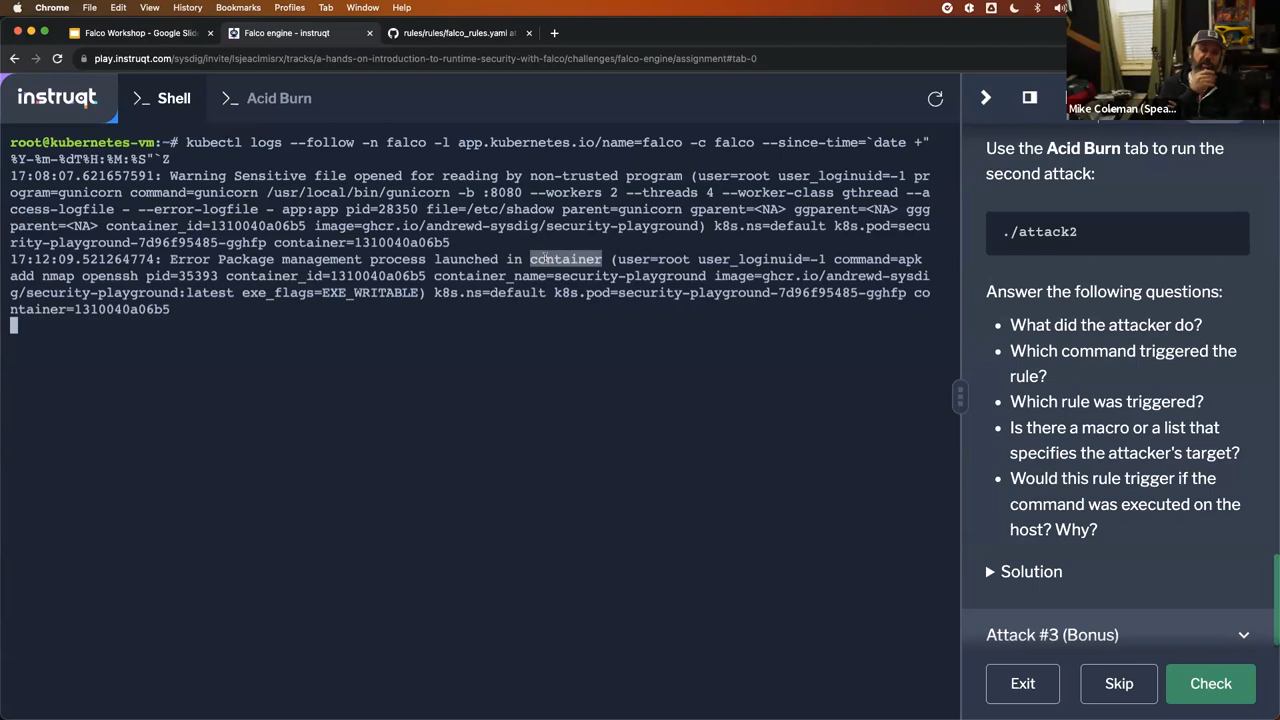 Chrome File Edit View History Bookmarks Profiles Tab Window Help
Falco Workshop - Google Slid × Falco engine - instruqt × rules/rules/falco_rules.yaml at × +
play.instruqt.com/sysdig/invite/lsjeacimisrx/tracks/a-hands-on-introduction-to-runtime-security-with-falco/challenges/falco-engine/assignment#tab-0
Mike Coleman (Spea...
instruqt >_ Shell >_ Acid Burn
root@kubernetes-vm:~# kubectl logs --follow -n falco -l app.kubernetes.io/name=falco -c falco --since-time=`date +"
%Y-%m-%dT%H:%M:%S"`Z
17:08:07.621657591: Warning Sensitive file opened for reading by non-trusted program (user=root user_loginuid=-1 pr
ogram=gunicorn command=gunicorn /usr/local/bin/gunicorn -b :8080 --workers 2 --threads 4 --worker-class gthread --a
ccess-logfile - --error-logfile - app:app pid=28350 file=/etc/shadow parent=gunicorn gparent=<NA> ggparent=<NA> ggg
parent=<NA> container_id=1310040a06b5 image=ghcr.io/andrewd-sysdig/security-playground) k8s.ns=default k8s.pod=secu
rity-playground-7d96f95485-gghfp container=1310040a06b5
17:12:09.521264774: Error Package management process launched in container (user=root user_loginuid=-1 command=apk
add nmap openssh pid=35393 container_id=1310040a06b5 container_name=security-playground image=ghcr.io/andrewd-sysdi
g/security-playground:latest exe_flags=EXE_WRITABLE) k8s.ns=default k8s.pod=security-playground-7d96f95485-gghfp co
ntainer=1310040a06b5
Use the Acid Burn tab to run the
second attack:
./attack2
Answer the following questions:
• What did the attacker do?
• Which command triggered the
rule?
• Which rule was triggered?
• Is there a macro or a list that
specifies the attacker's target?
• Would this rule trigger if the
command was executed on the
host? Why?
Solution
Attack #3 (Bonus)
Exit Skip Check